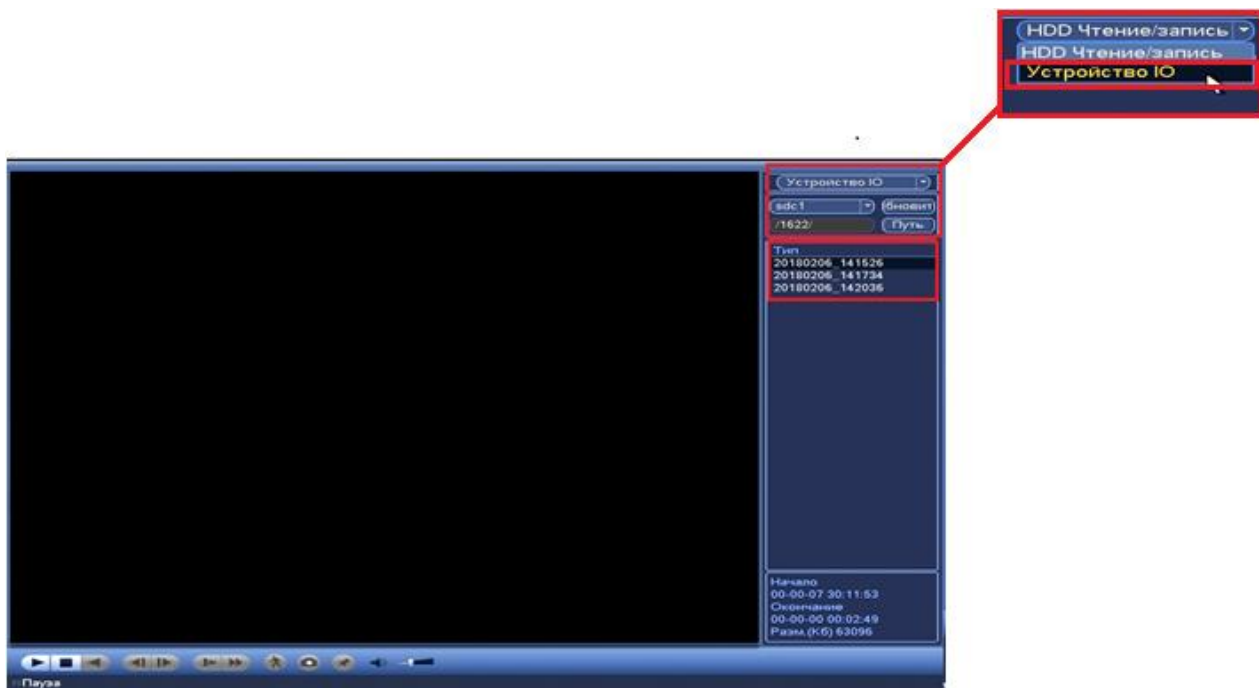 HDD Чтение/запись
HDD Чтение/запись
Устройство IO
Устройство IO
sdc1
бновит
/1622/
Путь
Тип
20180206_141526
20180206_141734
20180206_142036
Начало
00-00-07 30:11:53
Окончание
00-00-00 00:02:49
Разм.(Кб) 63096
Пауза